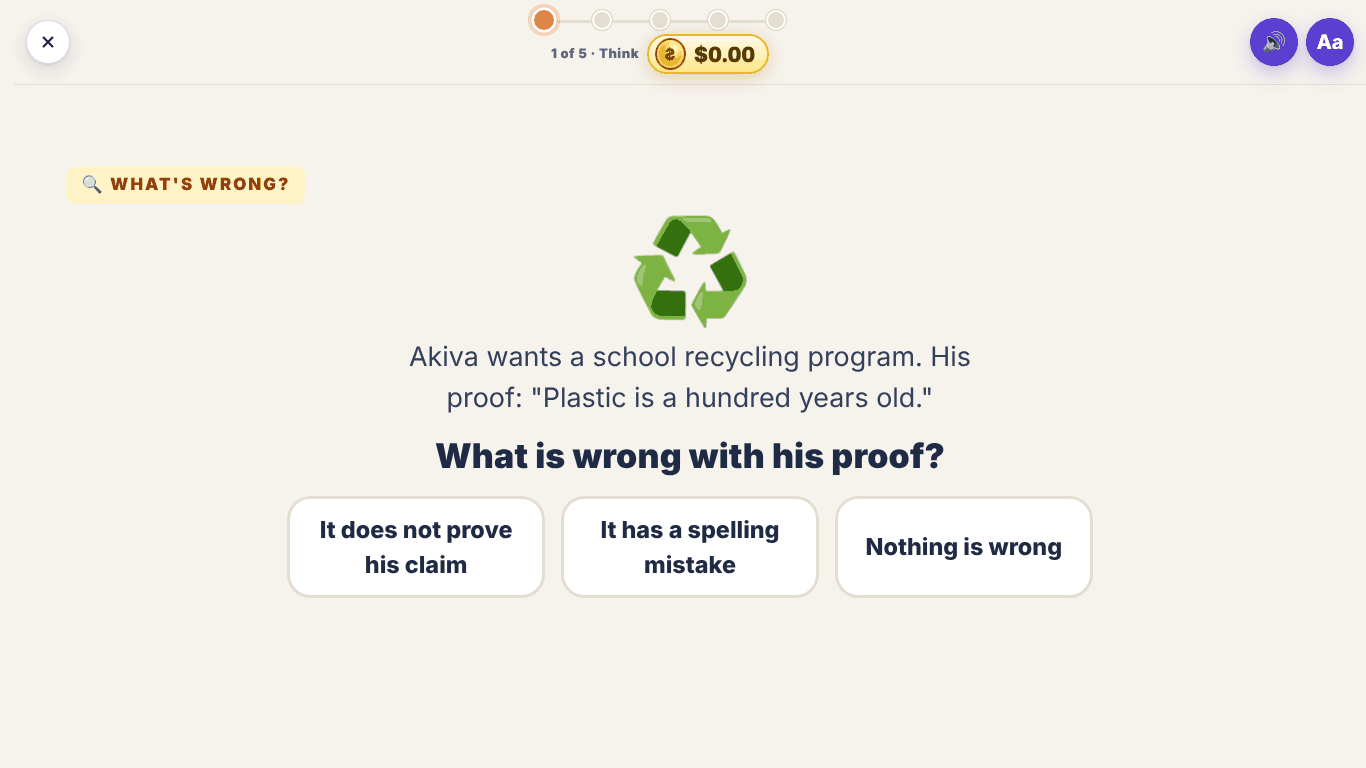 ✕
1 of 5 · Think
$0.00
Aa
WHAT'S WRONG?
Akiva wants a school recycling program. His
proof: "Plastic is a hundred years old."
What is wrong with his proof?
It does not prove
his claim
It has a spelling
mistake
Nothing is wrong